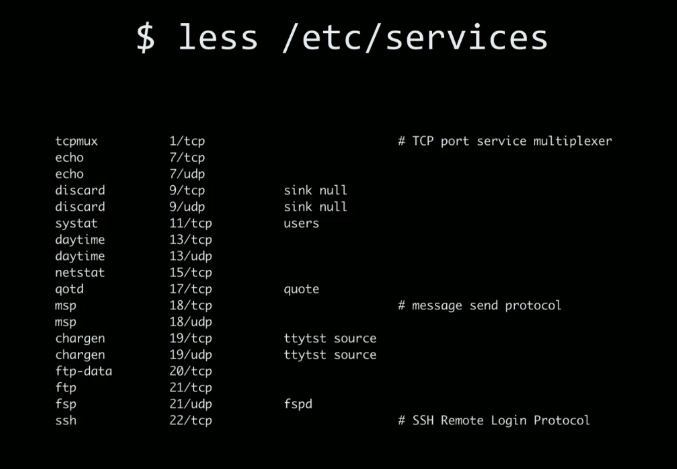 $ less /etc/services
tcpmux 1/tcp # TCP port service multiplexer
echo 7/tcp
echo 7/udp
discard 9/tcp sink null
discard 9/udp sink null
systat 11/tcp users
daytime 13/tcp
daytime 13/udp
netstat 15/tcp
qotd 17/tcp quote
msp 18/tcp # message send protocol
msp 18/udp
chargen 19/tcp ttytst source
chargen 19/udp ttytst source
ftp-data 20/tcp
ftp 21/tcp
fsp 21/udp fspd
ssh 22/tcp # SSH Remote Login Protocol